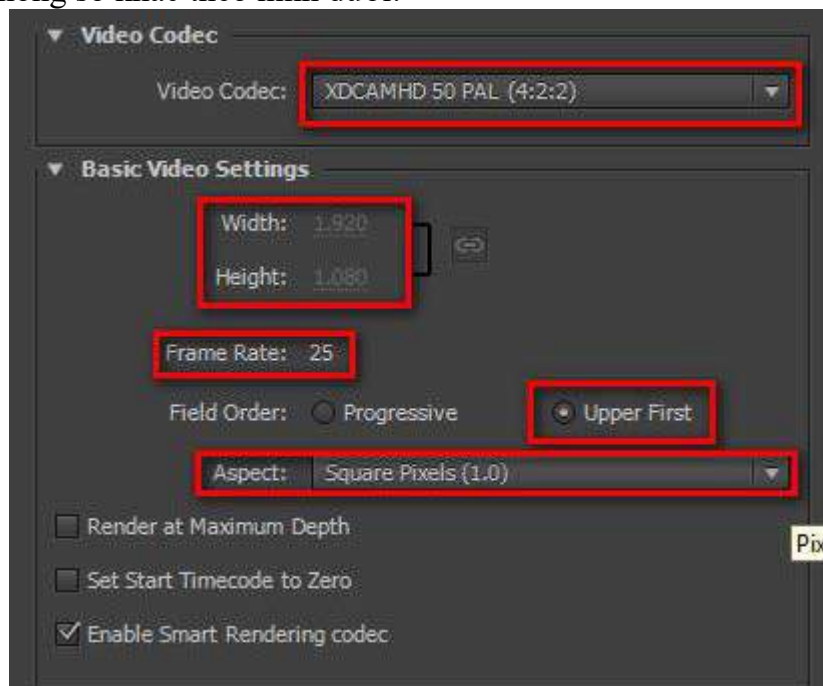 ▼ Video Codec
Video Codec: XDCAMHD 50 PAL (4:2:2)
▼ Basic Video Settings
Width: 1.920
Height: 1.080
Frame Rate: 25
Field Order: Progressive Upper First
Aspect: Square Pixels (1.0)
Render at Maximum Depth
Pix
Set Start Timecode to Zero
Enable Smart Rendering codec